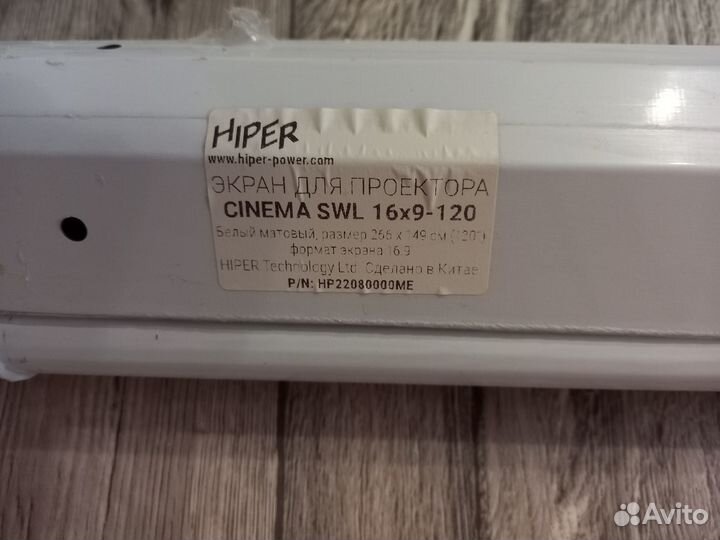 HIPER
www.hiper-power.com
ЭКРАН ДЛЯ ПРОЕКТОРА
CINEMA SWL 16x9-120
Белый матовый, размер 266 x 149 см (120")
формат экрана 16:9
HIPER Technology Ltd. Сделано в Китае
P/N: HP22080000ME
Avito